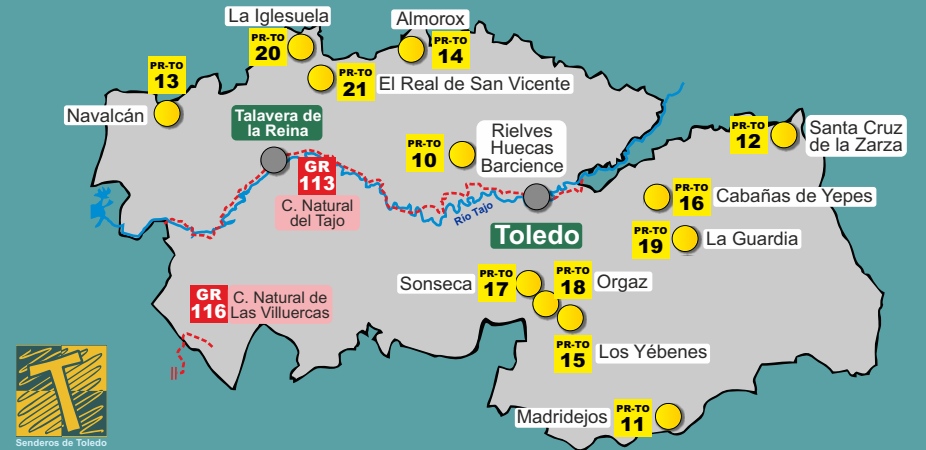 La Iglesuela
PR-TO
20
Almorox
PR-TO
14
PR-TO
13
Navalcán
PR-TO
21
El Real de San Vicente
Talavera de
la Reina
PR-TO
10
Rielves
Huecas
Barcience
PR-TO
12
Santa Cruz
de la Zarza
GR
113
C. Natural
del Tajo
Río Tajo
PR-TO
16
Cabañas de Yepes
Toledo
PR-TO
19
La Guardia
Sonseca
PR-TO
17
PR-TO
18
Orgaz
GR
116
C. Natural de
Las Villuercas
PR-TO
15
Los Yébenes
Madridejos
PR-TO
11
T
Senderos de Toledo